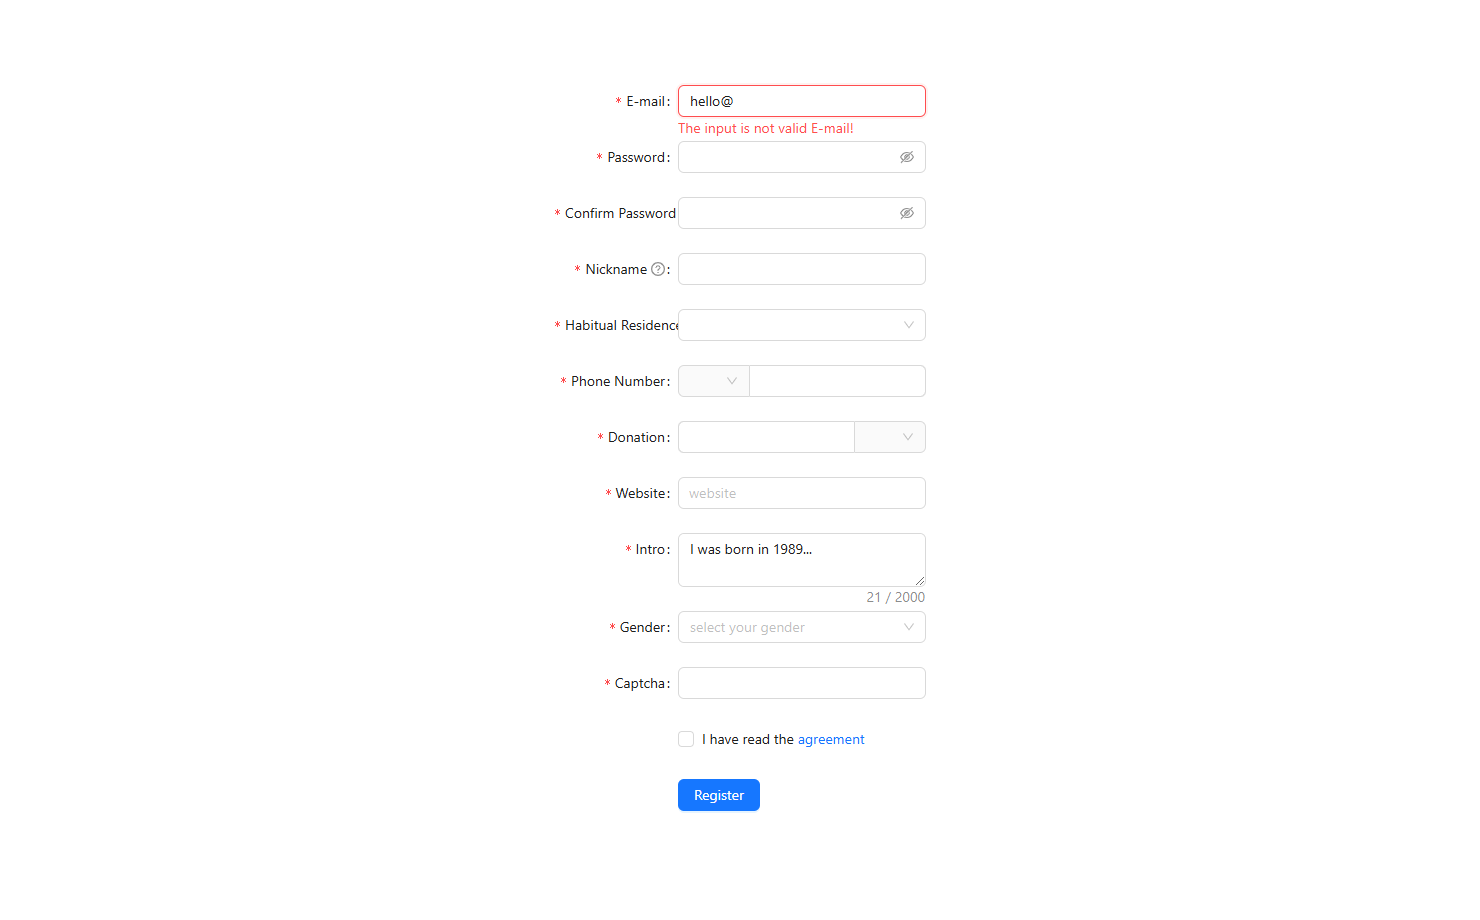 * E-mail: hello@
The input is not valid E-mail!
* Password:
* Confirm Password
* Nickname ?:
* Habitual Residence
* Phone Number:
* Donation:
* Website: website
* Intro: I was born in 1989...
21 / 2000
* Gender: select your gender
* Captcha:
I have read the agreement
Register